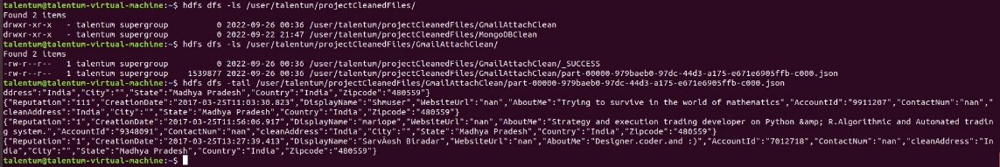 talentum@talentum-virtual-machine:~$ hdfs dfs -ls /user/talentum/projectCleanedFiles/
Found 2 items
drwxr-xr-x   - talentum supergroup          0 2022-09-26 00:36 /user/talentum/projectCleanedFiles/GmailAttachClean
drwxr-xr-x   - talentum supergroup          0 2022-09-22 21:47 /user/talentum/projectCleanedFiles/MongoDBClean
talentum@talentum-virtual-machine:~$ hdfs dfs -ls /user/talentum/projectCleanedFiles/GmailAttachClean/
Found 2 items
-rw-r--r--   1 talentum supergroup          0 2022-09-26 00:36 /user/talentum/projectCleanedFiles/GmailAttachClean/_SUCCESS
-rw-r--r--   1 talentum supergroup    1539877 2022-09-26 00:36 /user/talentum/projectCleanedFiles/GmailAttachClean/part-00000-979baeb0-97dc-44d3-a175-e671e6905ffb-c000.json
talentum@talentum-virtual-machine:~$ hdfs dfs -tail /user/talentum/projectCleanedFiles/GmailAttachClean/part-00000-979baeb0-97dc-44d3-a175-e671e6905ffb-c000.json
ddress":"India","City":"","State":"Madhya Pradesh","Country":"India","Zipcode":"480559"}
{"Reputation":"111","CreationDate":"2017-03-25T11:03:30.823","DisplayName":"Shmuser","WebsiteUrl":"nan","AboutMe":"Trying to survive in the world of mathematics","AccountId":"9911207","ContactNum":"nan","
cleanAddress":"India","City":"","State":"Madhya Pradesh","Country":"India","Zipcode":"480559"}
{"Reputation":"1","CreationDate":"2017-03-25T11:56:06.917","DisplayName":"mariope","WebsiteUrl":"nan","AboutMe":"Strategy and execution trading developer on Python &amp; R.Algorithmic and Automated tradi
ng system.","AccountId":"9348091","ContactNum":"nan","cleanAddress":"India","City":"","State":"Madhya Pradesh","Country":"India","Zipcode":"480559"}
{"Reputation":"1","CreationDate":"2017-03-25T13:27:39.413","DisplayName":"SarvÃ¤sh Biradar","WebsiteUrl":"nan","AboutMe":"Designer.coder.and :)","AccountId":"7012718","ContactNum":"nan","cleanAddress":"In
dia","City":"","State":"Madhya Pradesh","Country":"India","Zipcode":"480559"}
talentum@talentum-virtual-machine:~$